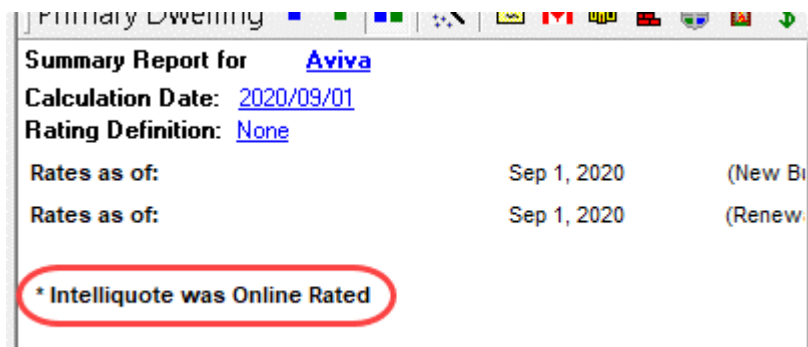 Primary Dwelling
Summary Report for Aviva
Calculation Date: 2020/09/01
Rating Definition: None
Rates as of: Sep 1, 2020 (New
Rates as of: Sep 1, 2020
* Intelliquote was Online Rated